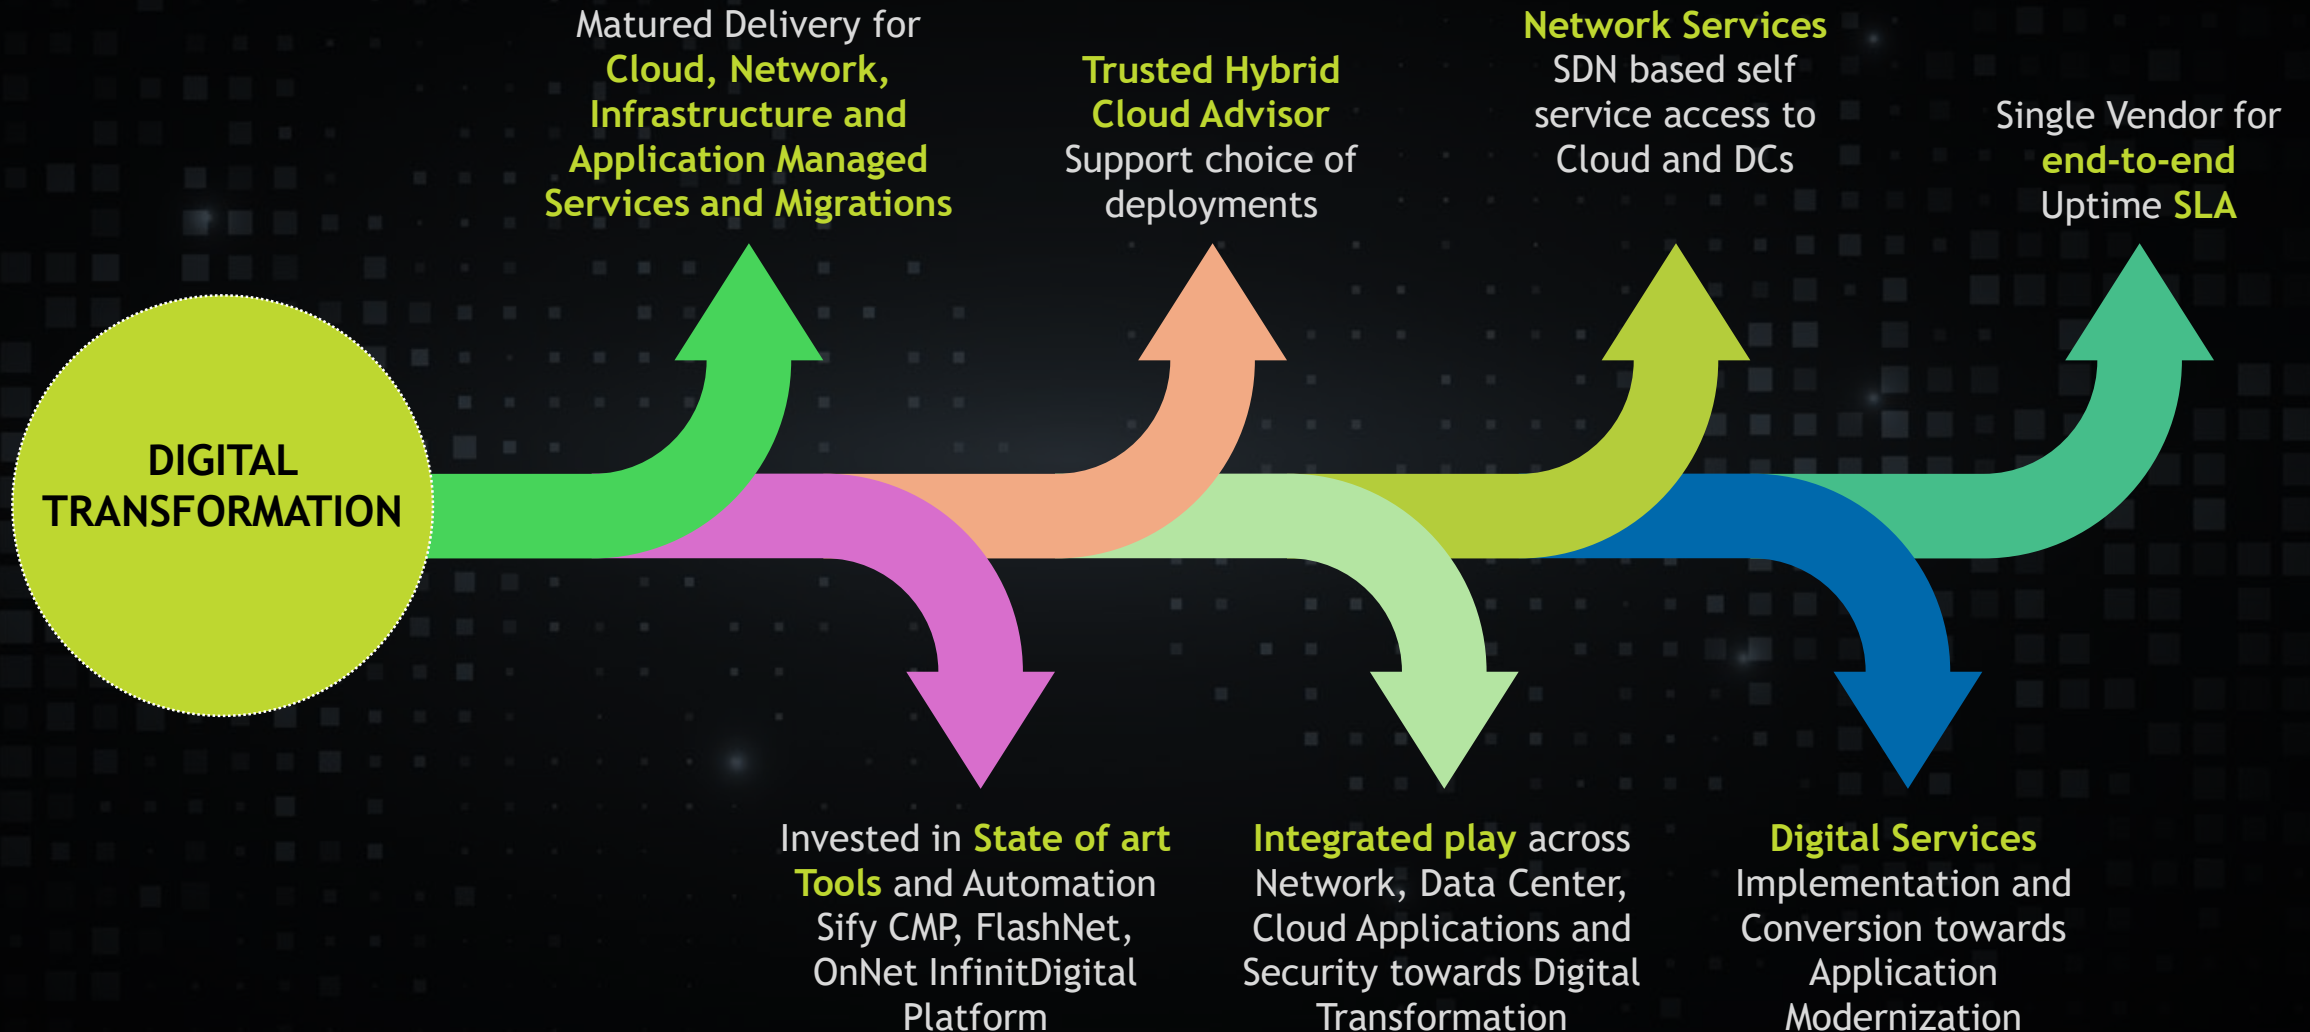 DIGITAL
TRANSFORMATION
Matured Delivery for
Cloud, Network,
Infrastructure and
Application Managed
Services and Migrations
Trusted Hybrid
Cloud Advisor
Support choice of
deployments
Network Services
SDN based self
service access to
Cloud and DCs
Single Vendor for
end-to-end
Uptime SLA
Invested in State of art
Tools and Automation
Sify CMP, FlashNet,
OnNet InfinitDigital
Platform
Integrated play across
Network, Data Center,
Cloud Applications and
Security towards Digital
Transformation
Digital Services
Implementation and
Conversion towards
Application
Modernization